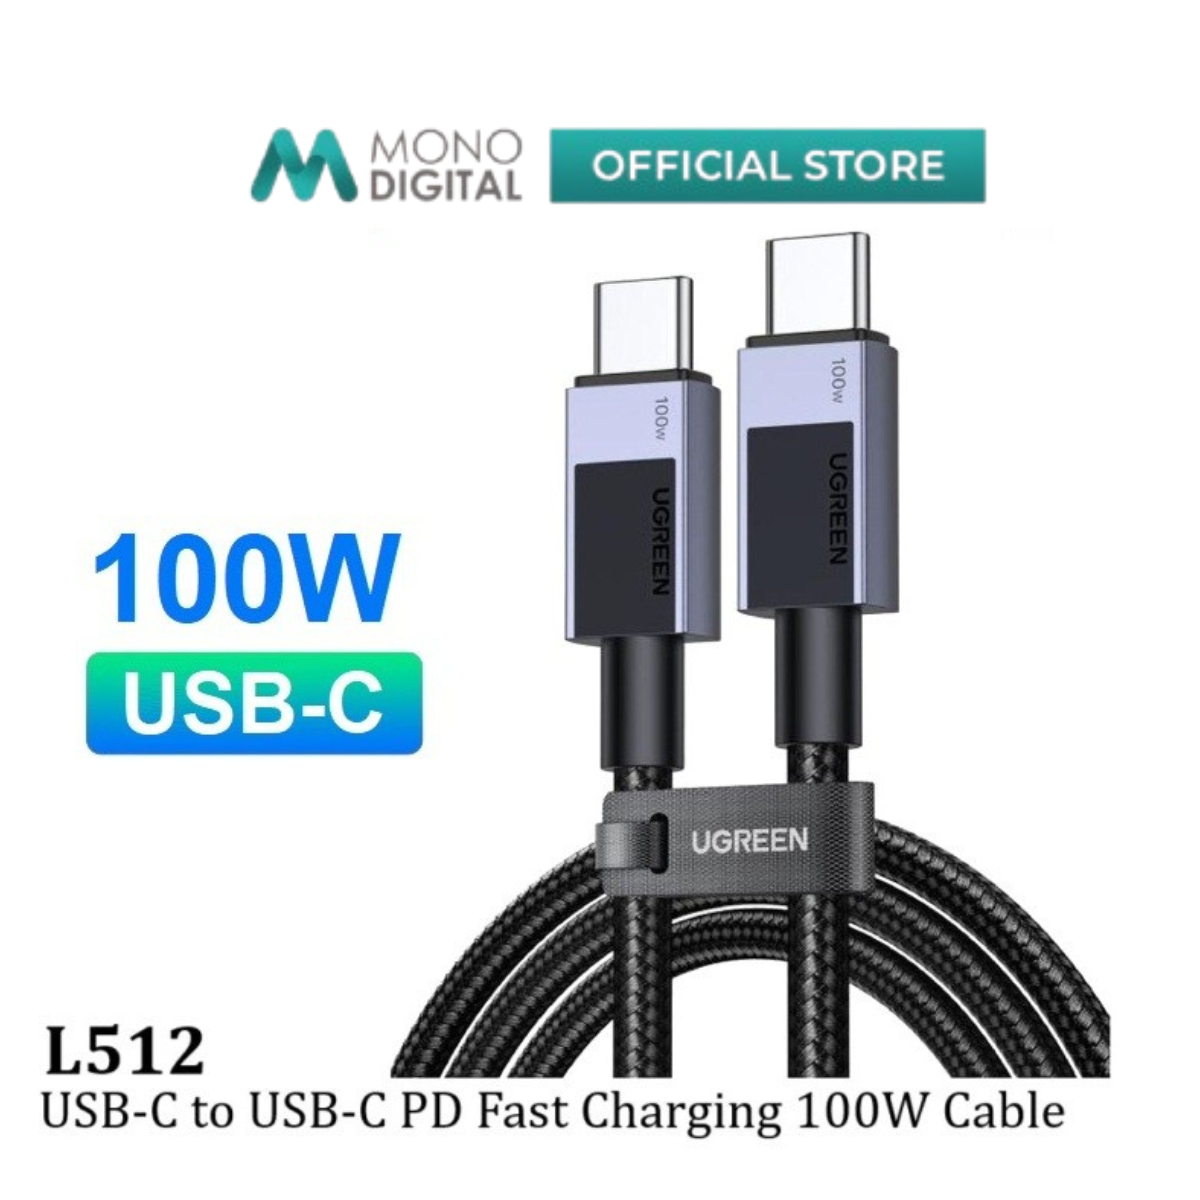 MONO
DIGITAL
OFFICIAL STORE
100W
UGREEN
100W
UGREEN
100W
USB-C
UGREEN
L512
USB-C to USB-C PD Fast Charging 100W Cable